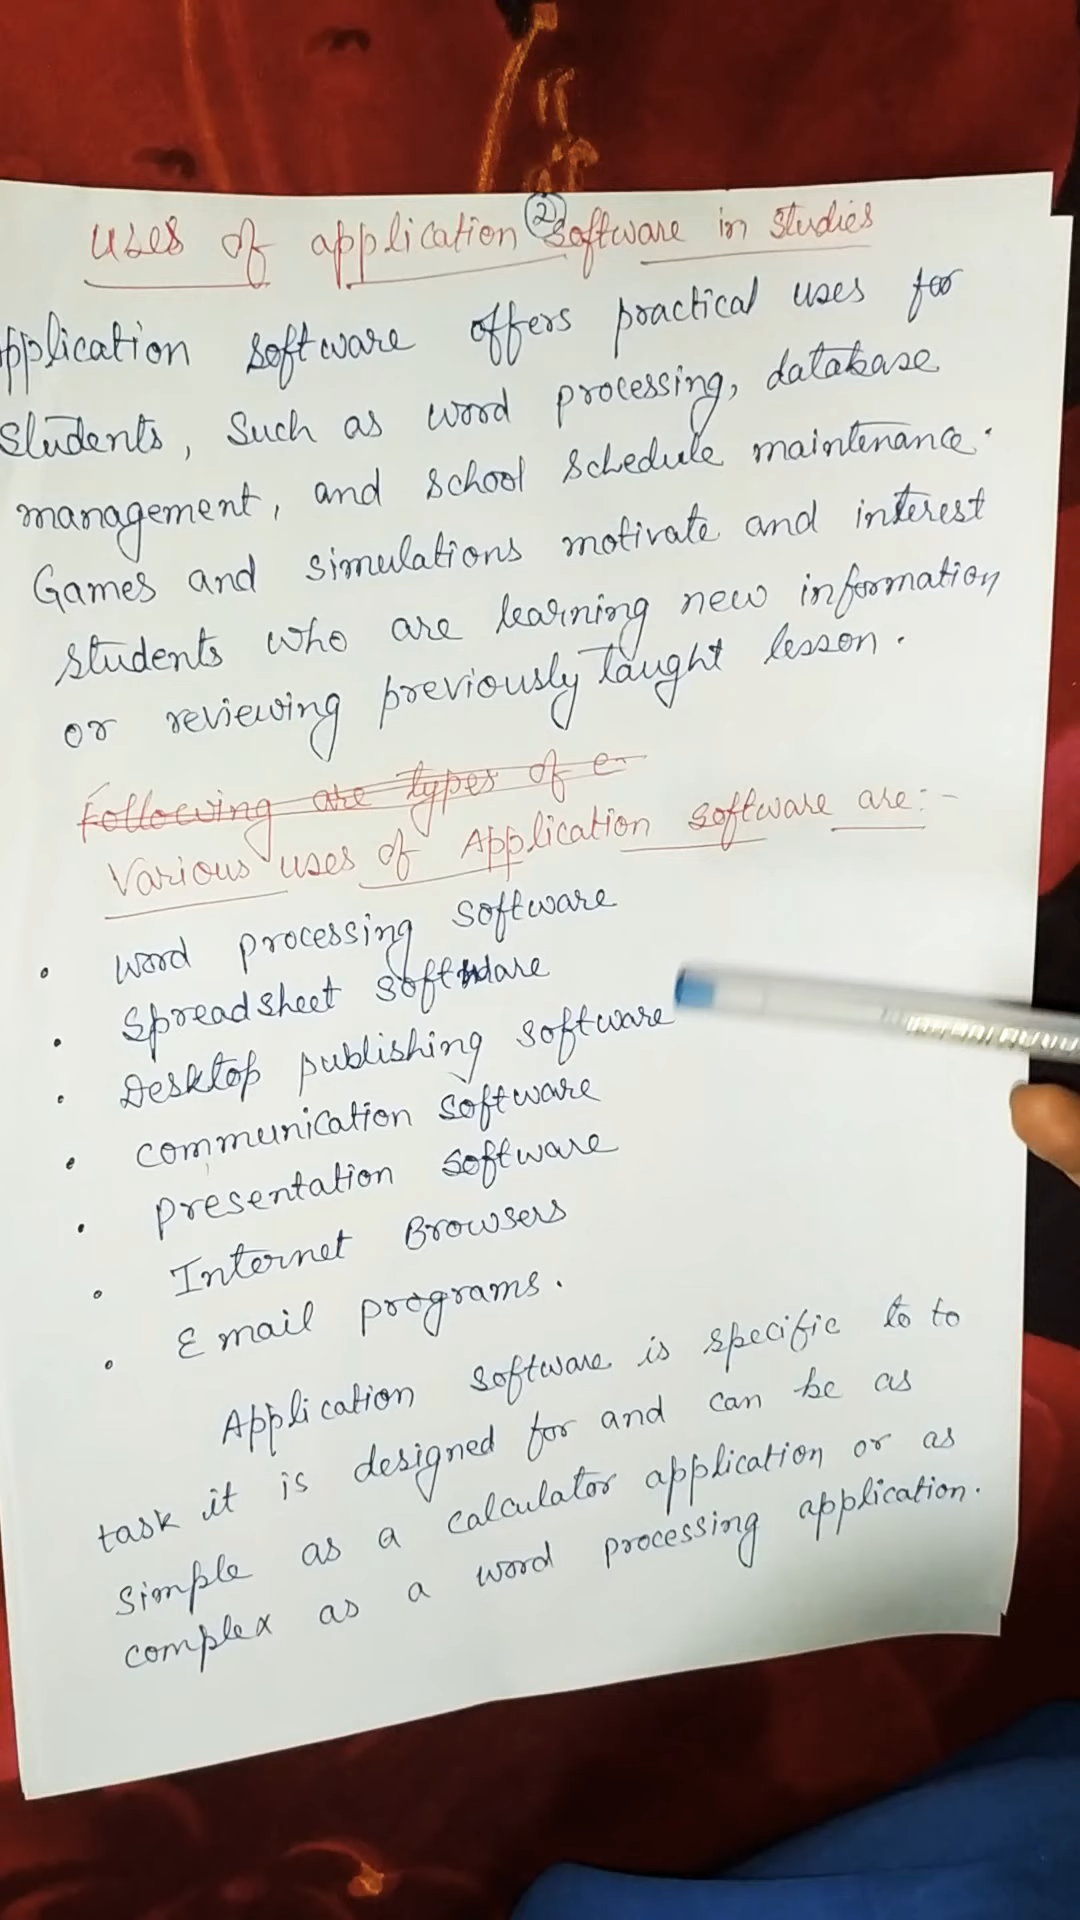 2
uses of application software in studies
pplication software offers practical uses for
students, such as word processing, database
management, and school schedule maintenance.
Games and simulations motivate and interest
students who are learning new information
or reviewing previously taught lesson.
Following are types of e
Various uses of Application software are:-
• word processing software
• Spreadsheet software
• Desktop publishing software
• communication software
• Presentation software
• Internet Browsers
• Email programs.
Application software is specific to to
task it is designed for and can be as
simple as a calculator application or as
complex as a word processing application.